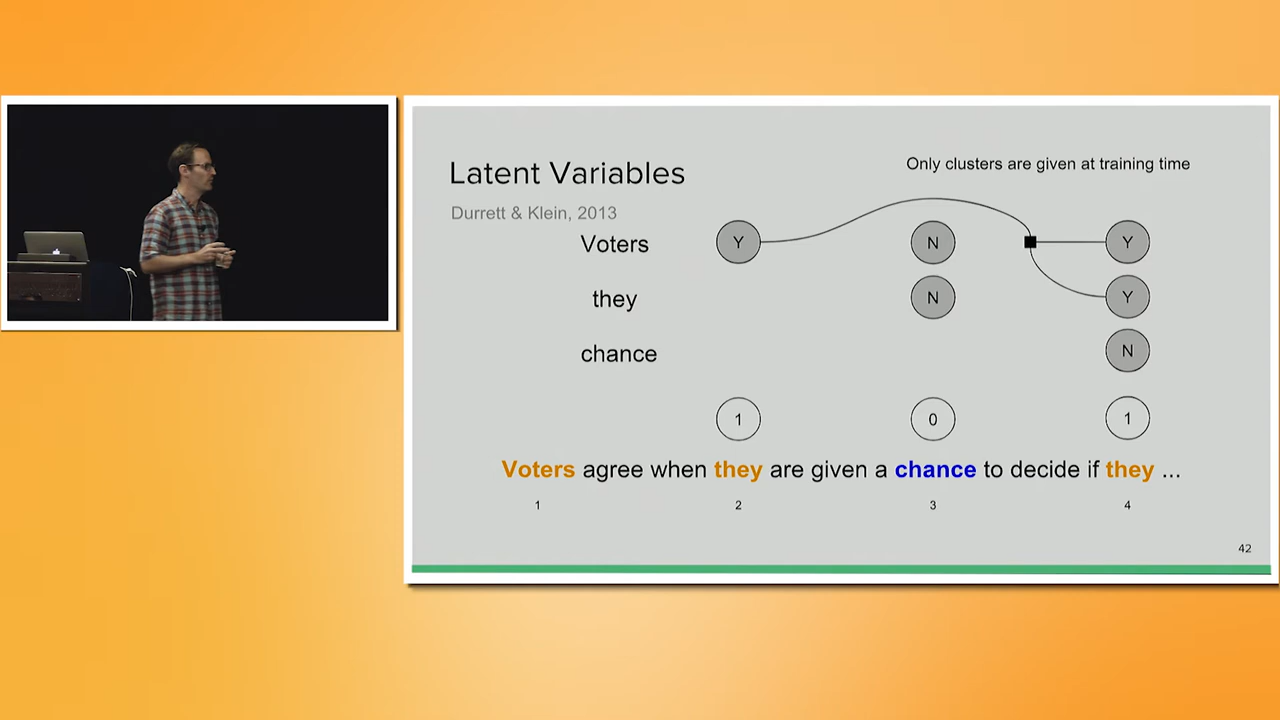 Latent Variables
Only clusters are given at training time
Durrett & Klein, 2013
Voters Y N Y
they N Y
chance N
1 0 1
Voters agree when they are given a chance to decide if they ...
1 2 3 4
42